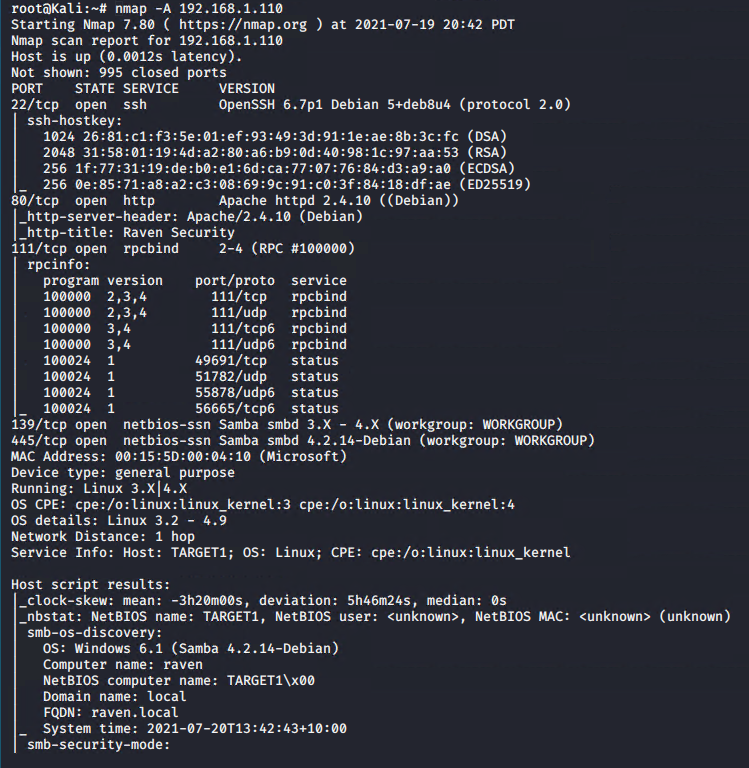 root@Kali:~# nmap -A 192.168.1.110
Starting Nmap 7.80 ( https://nmap.org ) at 2021-07-19 20:42 PDT
Nmap scan report for 192.168.1.110
Host is up (0.0012s latency).
Not shown: 995 closed ports
PORT    STATE SERVICE     VERSION
22/tcp  open  ssh         OpenSSH 6.7p1 Debian 5+deb8u4 (protocol 2.0)
| ssh-hostkey:
|   1024 26:81:c1:f3:5e:01:ef:93:49:3d:91:1e:ae:8b:3c:fc (DSA)
|   2048 31:58:01:19:4d:a2:80:a6:b9:0d:40:98:1c:97:aa:53 (RSA)
|   256 1f:77:31:19:de:b0:e1:6d:ca:77:07:76:84:d3:a9:a0 (ECDSA)
|_  256 0e:85:71:a8:a2:c3:08:69:9c:91:c0:3f:84:18:df:ae (ED25519)
80/tcp  open  http        Apache httpd 2.4.10 ((Debian))
|_http-server-header: Apache/2.4.10 (Debian)
|_http-title: Raven Security
111/tcp open  rpcbind     2-4 (RPC #100000)
| rpcinfo:
|   program version    port/proto  service
|   100000  2,3,4        111/tcp   rpcbind
|   100000  2,3,4        111/udp   rpcbind
|   100000  3,4          111/tcp6  rpcbind
|   100000  3,4          111/udp6  rpcbind
|   100024  1          49691/tcp   status
|   100024  1          51782/udp   status
|   100024  1          55878/udp6  status
|_  100024  1          56665/tcp6  status
139/tcp open  netbios-ssn Samba smbd 3.X - 4.X (workgroup: WORKGROUP)
445/tcp open  netbios-ssn Samba smbd 4.2.14-Debian (workgroup: WORKGROUP)
MAC Address: 00:15:5D:00:04:10 (Microsoft)
Device type: general purpose
Running: Linux 3.X|4.X
OS CPE: cpe:/o:linux:linux_kernel:3 cpe:/o:linux:linux_kernel:4
OS details: Linux 3.2 - 4.9
Network Distance: 1 hop
Service Info: Host: TARGET1; OS: Linux; CPE: cpe:/o:linux:linux_kernel

Host script results:
|_clock-skew: mean: -3h20m00s, deviation: 5h46m24s, median: 0s
|_nbstat: NetBIOS name: TARGET1, NetBIOS user: <unknown>, NetBIOS MAC: <unknown> (unknown)
| smb-os-discovery:
|   OS: Windows 6.1 (Samba 4.2.14-Debian)
|   Computer name: raven
|   NetBIOS computer name: TARGET1\x00
|   Domain name: local
|   FQDN: raven.local
|_  System time: 2021-07-20T13:42:43+10:00
| smb-security-mode: